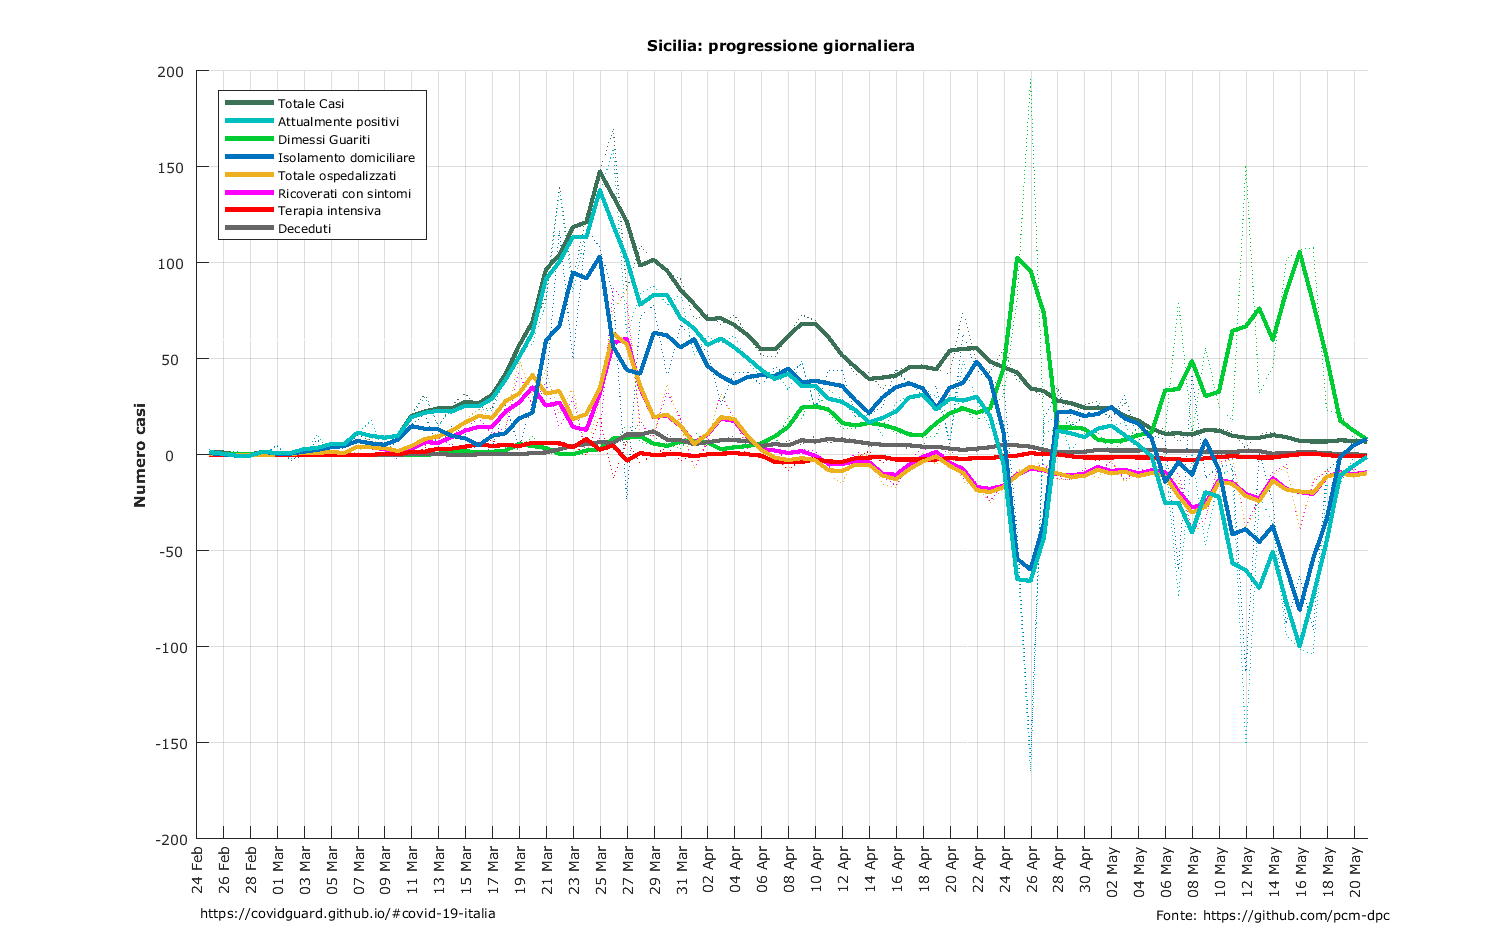 Sicilia: progressione giornaliera
Numero casi
200
150
100
50
0
-50
-100
-150
-200
Totale Casi
Attualmente positivi
Dimessi Guariti
Isolamento domiciliare
Totale ospedalizzati
Ricoverati con sintomi
Terapia intensiva
Deceduti
24 Feb
26 Feb
28 Feb
01 Mar
03 Mar
05 Mar
07 Mar
09 Mar
11 Mar
13 Mar
15 Mar
17 Mar
19 Mar
21 Mar
23 Mar
25 Mar
27 Mar
29 Mar
31 Mar
02 Apr
04 Apr
06 Apr
08 Apr
10 Apr
12 Apr
14 Apr
16 Apr
18 Apr
20 Apr
22 Apr
24 Apr
26 Apr
28 Apr
30 Apr
02 May
04 May
06 May
08 May
10 May
12 May
14 May
16 May
18 May
20 May
https://covidguard.github.io/#covid-19-italia
Fonte: https://github.com/pcm-dpc